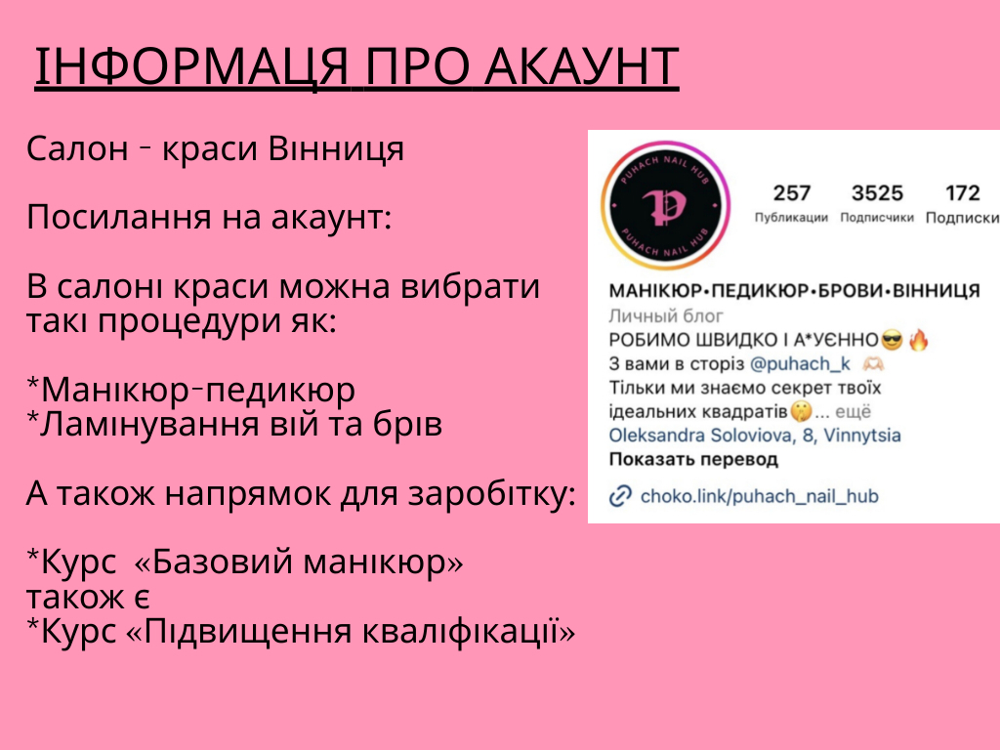 ІНФОРМАЦЯ ПРО АКАУНТ
Салон - краси Вінниця
Посилання на акаунт:
В салоні краси можна вибрати
такі процедури як:
*Манікюр-педикюр
*Ламінування вій та брів
А також напрямок для заробітку:
*Курс «Базовий манікюр»
також є
*Курс «Підвищення кваліфікації»
PUHACH NAIL HUB
P
PUHACH NAIL HUB
257 3525 172
Публикации Подписчики Подписки
МАНІКЮР•ПЕДИКЮР•БРОВИ•ВІННИЦЯ
Личный блог
РОБИМО ШВИДКО І А*УЄННО😎🔥
З вами в сторіз @puhach_k 🫶🏻
Тільки ми знаємо секрет твоїх
ідеальних квадратів🤫... ещё
Oleksandra Soloviova, 8, Vinnytsia
Показать перевод
choko.link/puhach_nail_hub